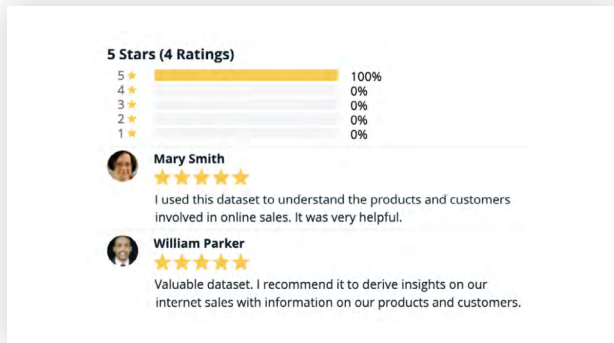 5 Stars (4 Ratings)
5 100%
4 0%
3 0%
2 0%
1 0%
Mary Smith
I used this dataset to understand the products and customers
involved in online sales. It was very helpful.
William Parker
Valuable dataset. I recommend it to derive insights on our
internet sales with information on our products and customers.